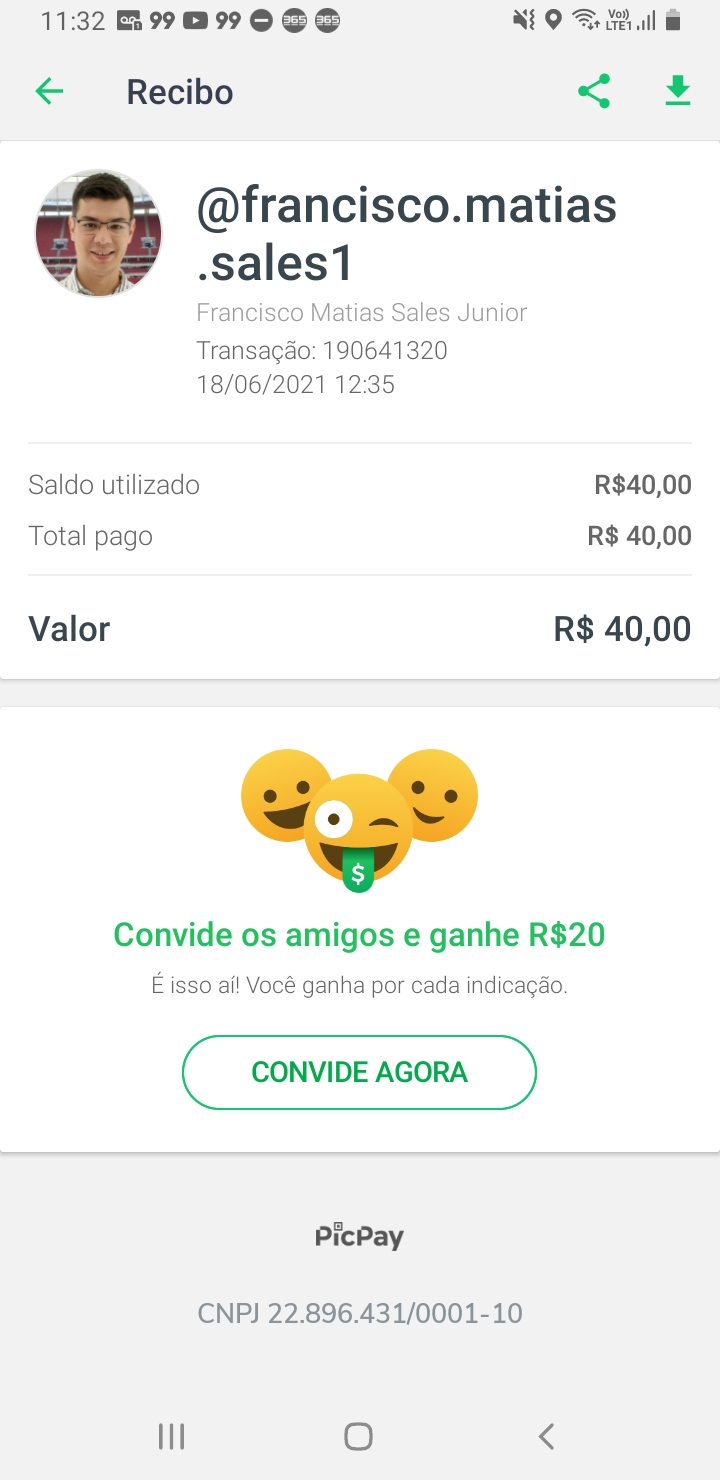 11:32 99 99 365 365 Vo)) LTE1
Recibo
@francisco.matias
.sales1
Francisco Matias Sales Junior
Transação: 190641320
18/06/2021 12:35
Saldo utilizado R$40,00
Total pago R$ 40,00
Valor R$ 40,00
$
Convide os amigos e ganhe R$20
É isso aí! Você ganha por cada indicação.
CONVIDE AGORA
PicPay
CNPJ 22.896.431/0001-10